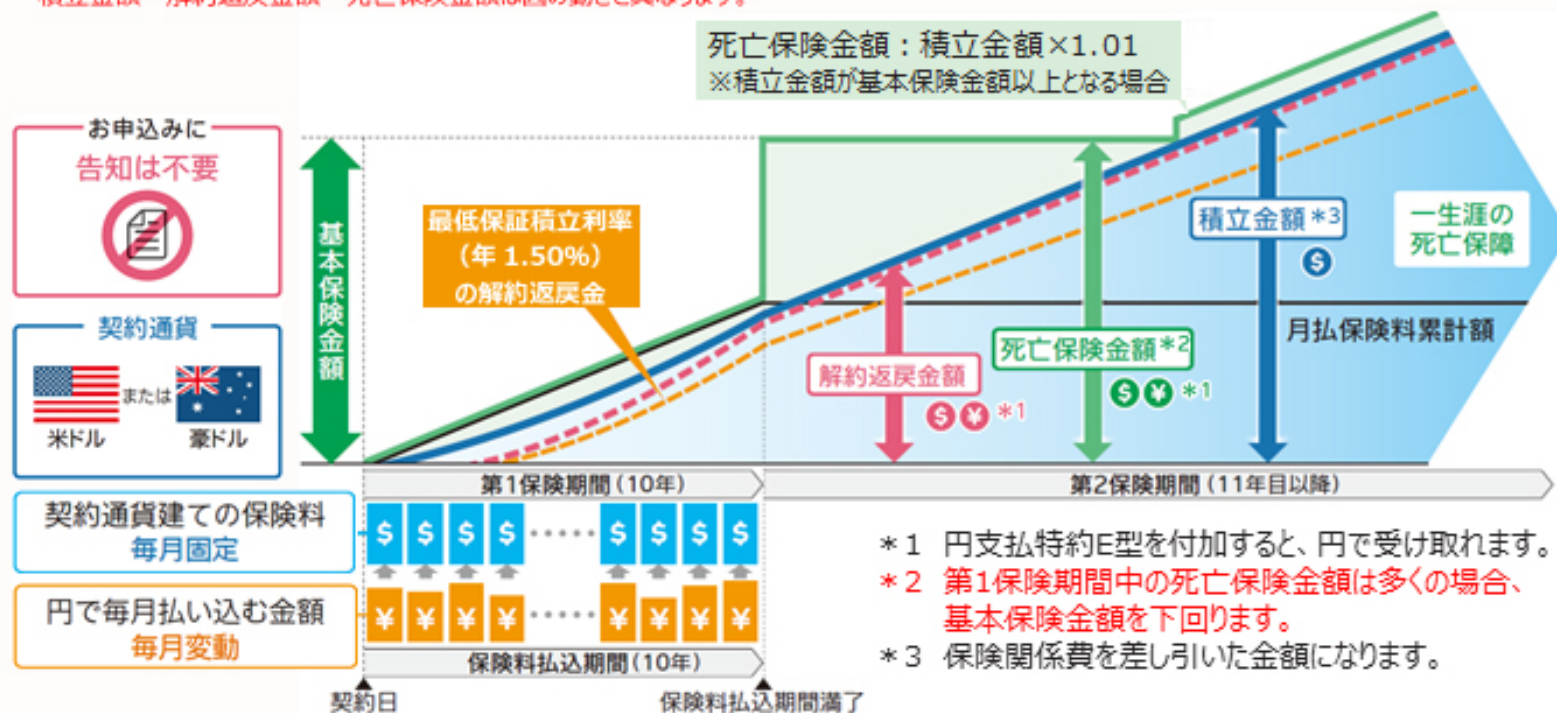 死亡保険金額：積立金額×1.01
※積立金額が基本保険金額以上となる場合
お申込みに
告知は不要
基本保険金額
最低保証積立利率
（年 1.50%）
の解約返戻金
積立金額*3
$
一生涯の
死亡保障
契約通貨
または
米ドル
豪ドル
月払保険料累計額
死亡保険金額*2
$ ¥ *1
解約返戻金額
$ ¥ *1
第1保険期間（10年）
第2保険期間（11年目以降）
契約通貨建ての保険料
毎月固定
$ $ $ $ ····· $ $ $ $
円で毎月払い込む金額
毎月変動
¥ ¥ ¥ ¥ ····· ¥ ¥ ¥ ¥
保険料払込期間（10年）
契約日
保険料払込期間満了
*1 円支払特約E型を付加すると、円で受け取れます。
*2 第1保険期間中の死亡保険金額は多くの場合、
基本保険金額を下回ります。
*3 保険関係費を差し引いた金額になります。